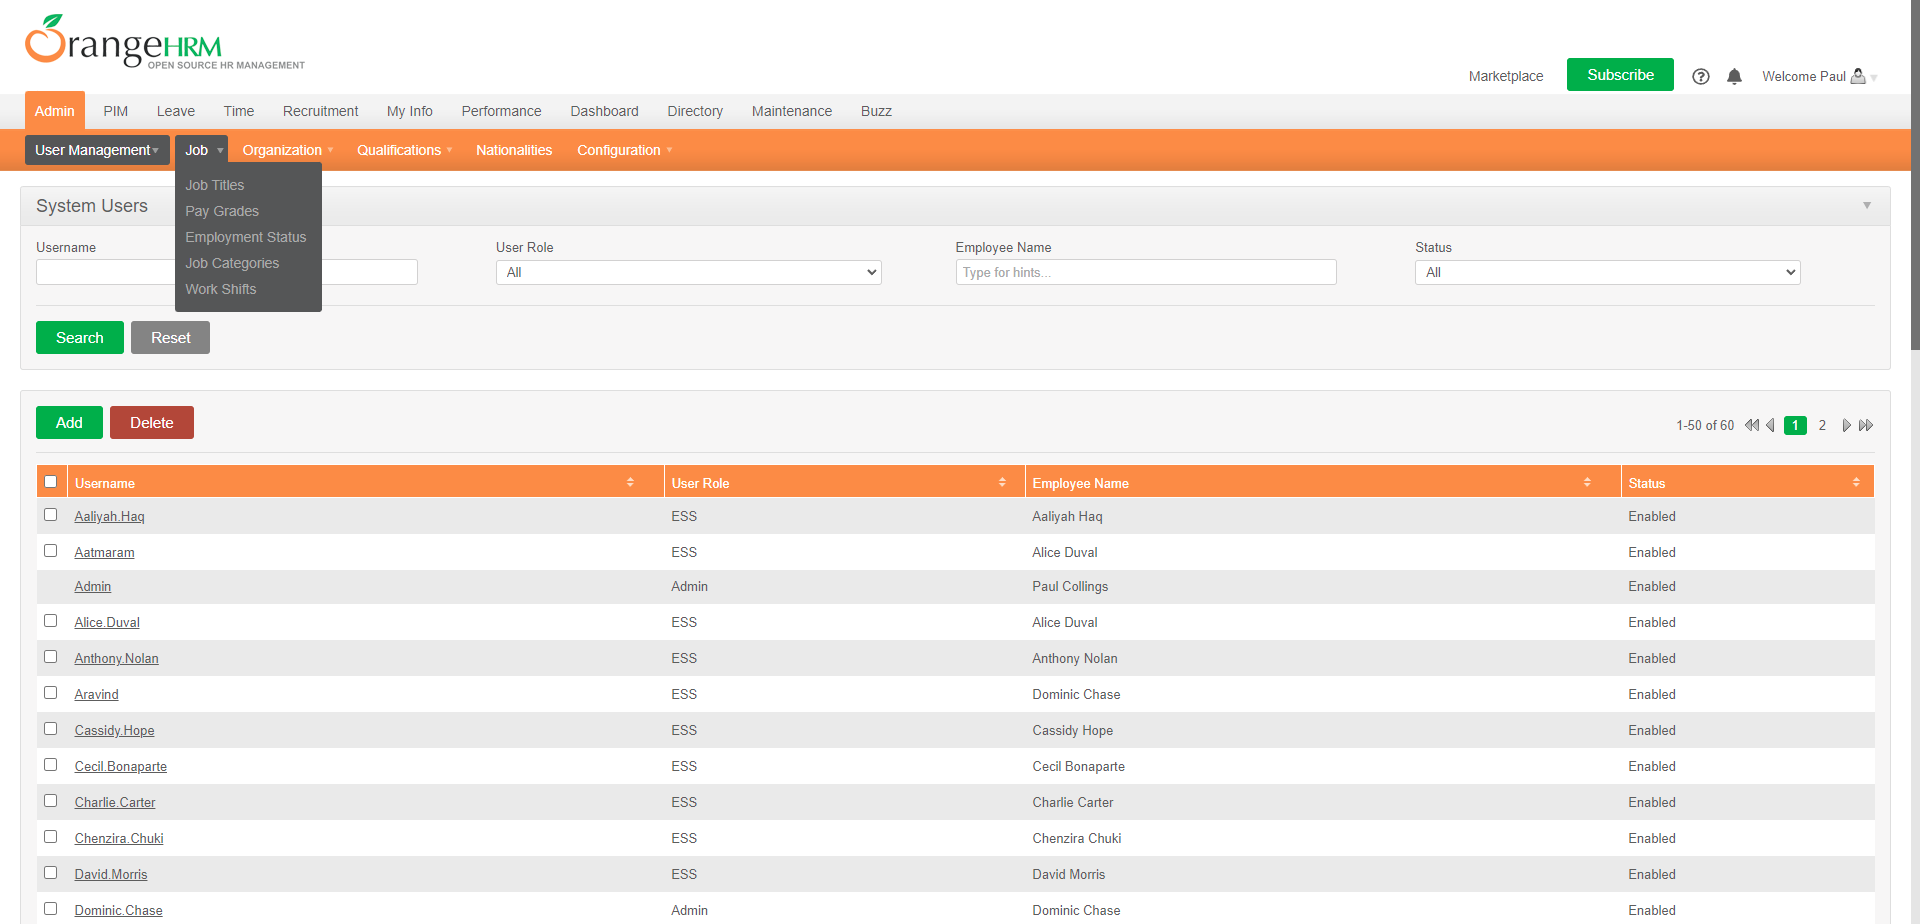 OrangeHRM
OPEN SOURCE HR MANAGEMENT
Marketplace
Subscribe
Welcome Paul
Admin PIM Leave Time Recruitment My Info Performance Dashboard Directory Maintenance Buzz
User Management Job Organization Qualifications Nationalities Configuration
Job Titles
Pay Grades
Employment Status
Job Categories
Work Shifts
System Users
Username User Role Employee Name Status
All Type for hints... All
Search Reset
Add Delete
1-50 of 60 1 2
Username User Role Employee Name Status
Aaliyah.Haq ESS Aaliyah Haq Enabled
Aatmaram ESS Alice Duval Enabled
Admin Admin Paul Collings Enabled
Alice.Duval ESS Alice Duval Enabled
Anthony.Nolan ESS Anthony Nolan Enabled
Aravind ESS Dominic Chase Enabled
Cassidy.Hope ESS Cassidy Hope Enabled
Cecil.Bonaparte ESS Cecil Bonaparte Enabled
Charlie.Carter ESS Charlie Carter Enabled
Chenzira.Chuki ESS Chenzira Chuki Enabled
David.Morris ESS David Morris Enabled
Dominic.Chase Admin Dominic Chase Enabled